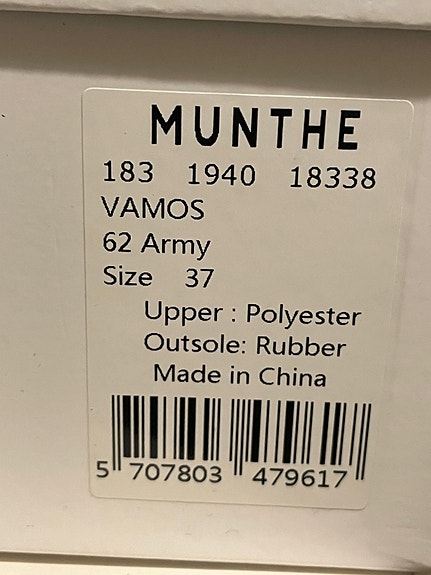 MUNTHE
183 1940 18338
VAMOS
62 Army
Size 37
Upper : Polyester
Outsole: Rubber
Made in China
5 707803 479617